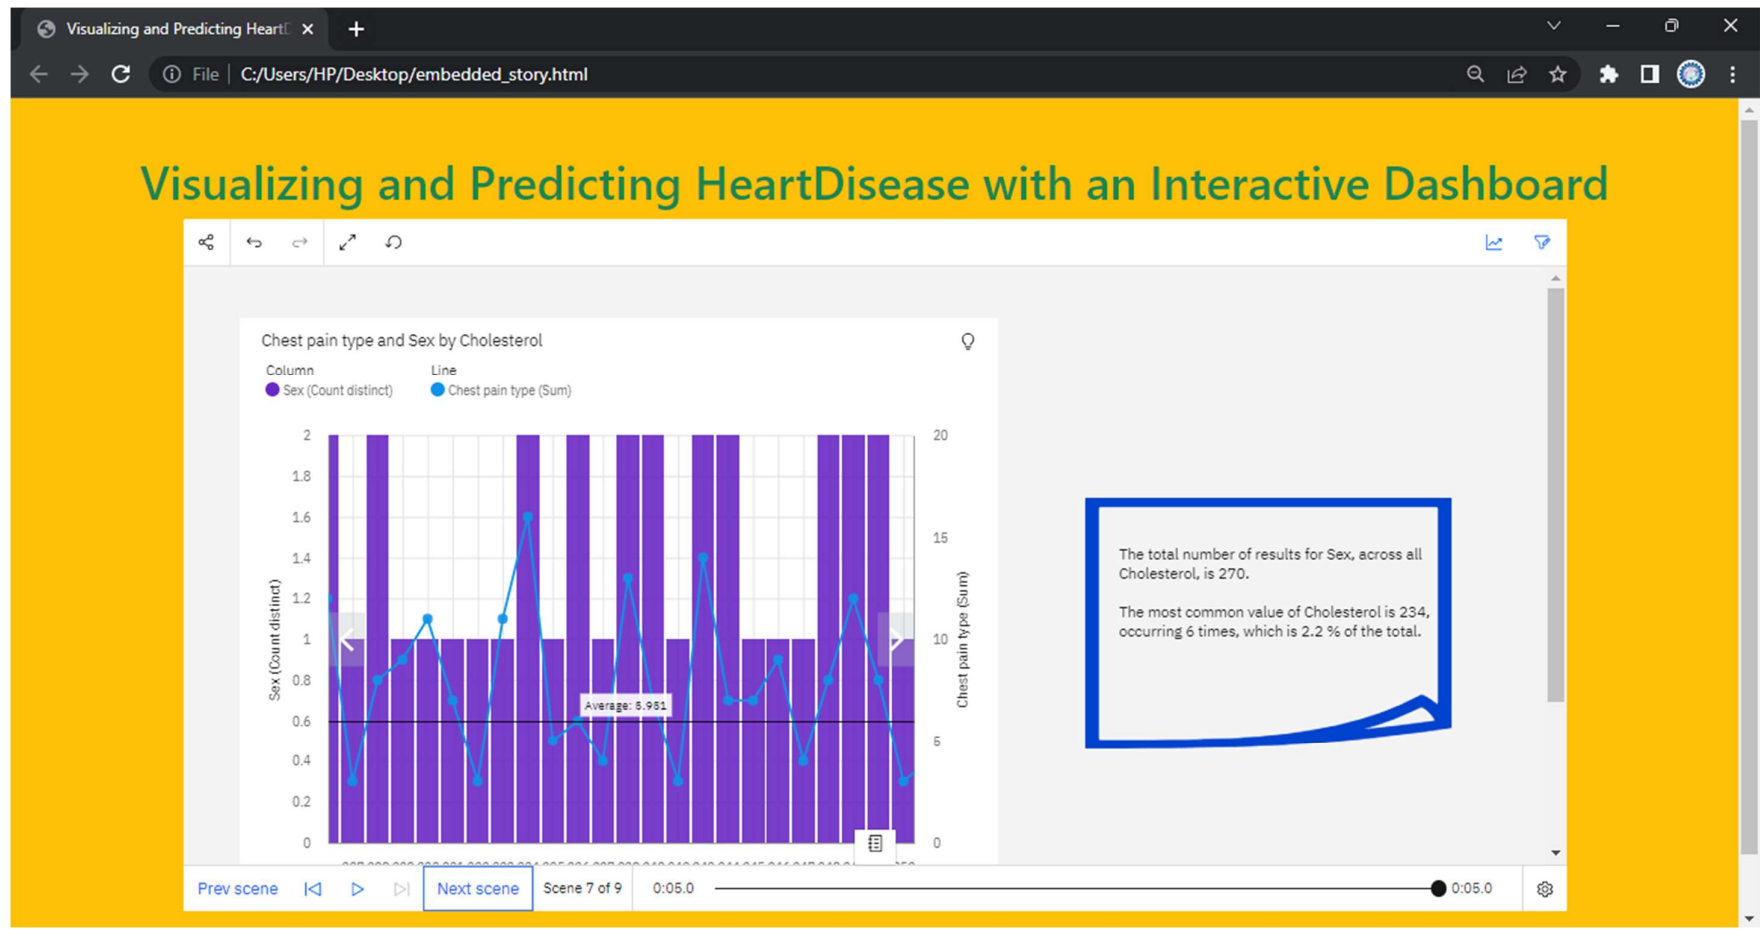 Visualizing and Predicting HeartD
File
C:/Users/HP/Desktop/embedded_story.html
Visualizing and Predicting HeartDisease with an Interactive Dashboard
Chest pain type and Sex by Cholesterol
Column
Line
Sex (Count distinct)
Chest pain type (Sum)
2
1.8
1.6
1.4
1.2
1
0.8
0.6
0.4
0.2
0
Sex (Count distinct)
Average: 5.951
20
15
10
5
0
Chest pain type (Sum)
The total number of results for Sex, across all
Cholesterol, is 270.
The most common value of Cholesterol is 234,
occurring 6 times, which is 2.2 % of the total.
Prev scene
Next scene
Scene 7 of 9
0:05.0
0:05.0